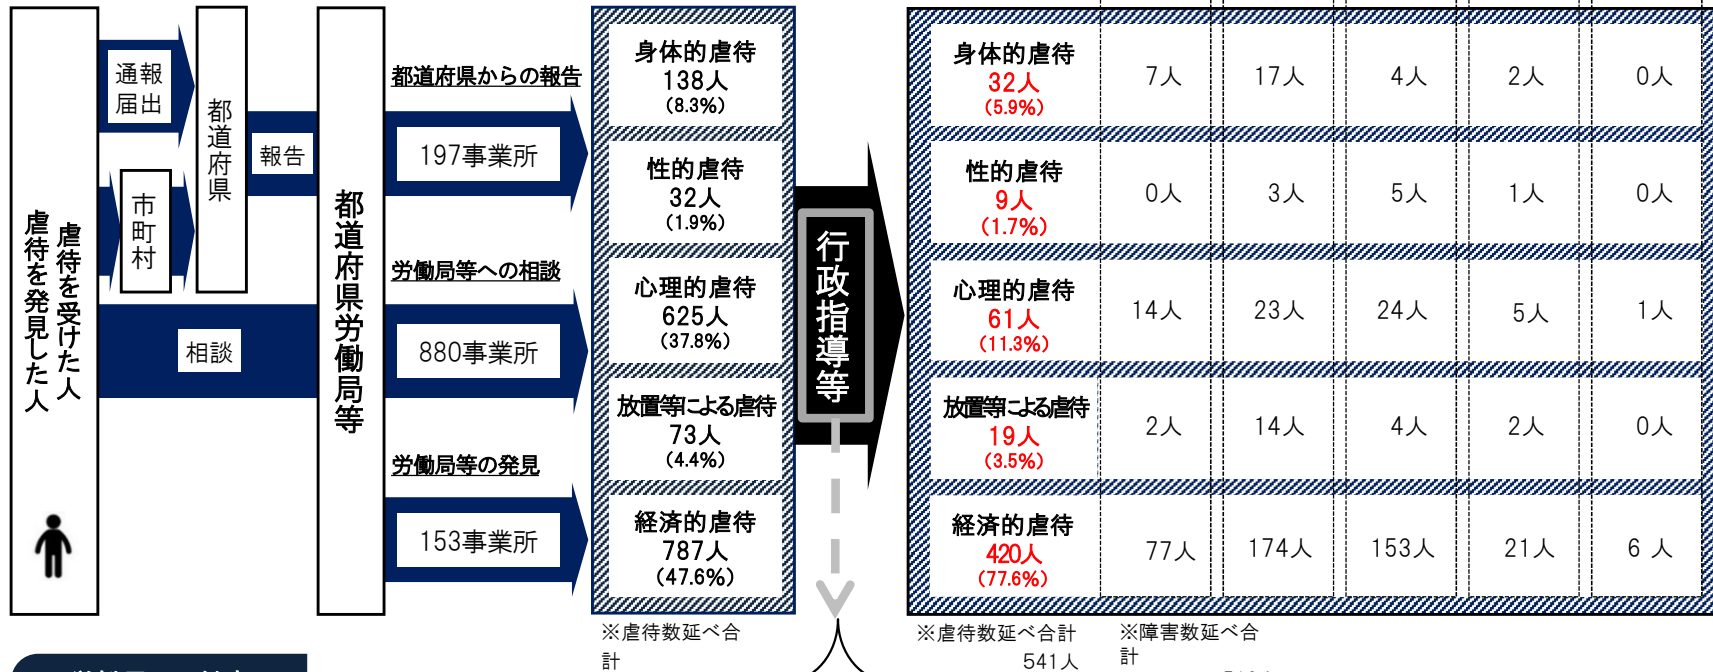 虐待を受けた人
虐待を発見した人
通報
届出
市町村
都道府県
報告
相談
都道府県労働局等
都道府県からの報告
197事業所
労働局等への相談
880事業所
労働局等の発見
153事業所
身体的虐待
138人
(8.3%)
性的虐待
32人
(1.9%)
心理的虐待
625人
(37.8%)
放置等による虐待
73人
(4.4%)
経済的虐待
787人
(47.6%)
※虐待数延べ合
計
行政指導等
身体的虐待
32人
(5.9%)
7人 17人 4人 2人 0人
性的虐待
9人
(1.7%)
0人 3人 5人 1人 0人
心理的虐待
61人
(11.3%)
14人 23人 24人 5人 1人
放置等による虐待
19人
(3.5%)
2人 14人 4人 2人 0人
経済的虐待
420人
(77.6%)
77人 174人 153人 21人 6 人
※虐待数延べ合計
541人
※障害数延べ合
計